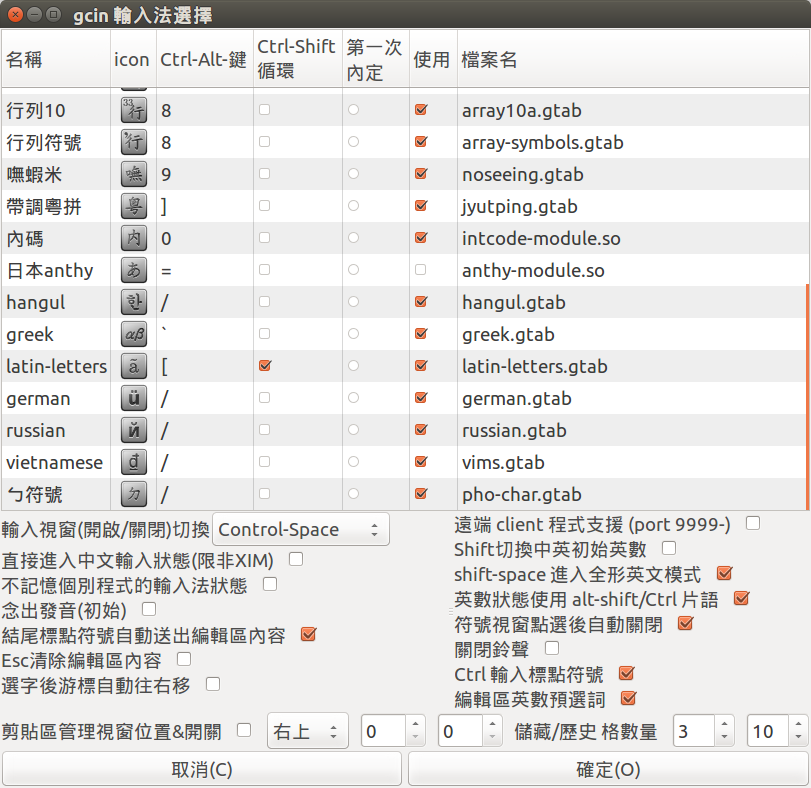 gcin 輸入法選擇
名稱 icon Ctrl-Alt-鍵 Ctrl-Shift 循環 第一次 內定 使用 檔案名
行列10 33行 8 array10a.gtab
行列符號 行 8 array-symbols.gtab
嘸蝦米 嘸 9 noseeing.gtab
帶調粵拼 粤 ] jyutping.gtab
內碼 内 0 intcode-module.so
日本anthy あ = anthy-module.so
hangul 한 / hangul.gtab
greek αβ ` greek.gtab
latin-letters ã [ latin-letters.gtab
german ü / german.gtab
russian й / russian.gtab
vietnamese ₫ / vims.gtab
ㄅ符號 ㄉ / pho-char.gtab
輸入視窗(開啟/關閉)切換 Control-Space
直接進入中文輸入狀態(限非XIM)
不記憶個別程式的輸入法狀態
念出發音(初始)
結尾標點符號自動送出編輯區內容
Esc清除編輯區內容
選字後游標自動往右移
遠端 client 程式支援 (port 9999-)
Shift切換中英初始英數
shift-space 進入全形英文模式
英數狀態使用 alt-shift/Ctrl 片語
符號視窗點選後自動關閉
關閉鈴聲
Ctrl 輸入標點符號
編輯區英數預選詞
剪貼區管理視窗位置&開關 右上 0 0 儲藏/歷史 格數量 3 10
取消(C) 確定(O)